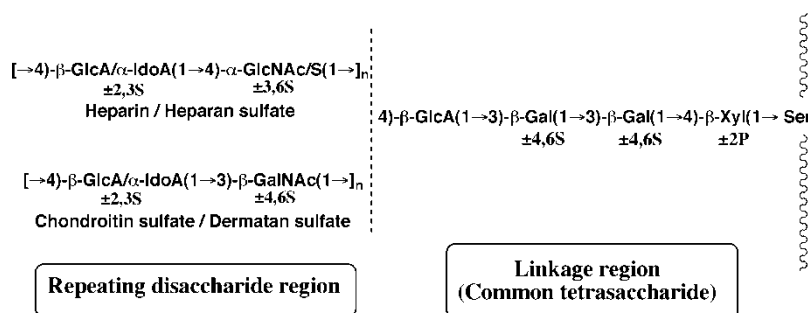 [→4)-β-GlcA/α-IdoA(1→4)-α-GlcNAc/S(1→]n
±2,3S ±3,6S
Heparin / Heparan sulfate
4)-β-GlcA(1→3)-β-Gal(1→3)-β-Gal(1→4)-β-Xyl(1→ Ser
±4,6S ±4,6S ±2P
[→4)-β-GlcA/α-IdoA(1→3)-β-GalNAc(1→]n
±2,3S ±4,6S
Chondroitin sulfate / Dermatan sulfate
Repeating disaccharide region
Linkage region
(Common tetrasaccharide)